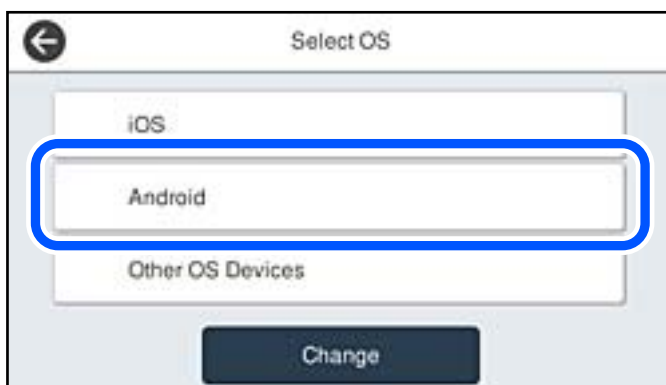 Select OS
iOS
Android
Other OS Devices
Change